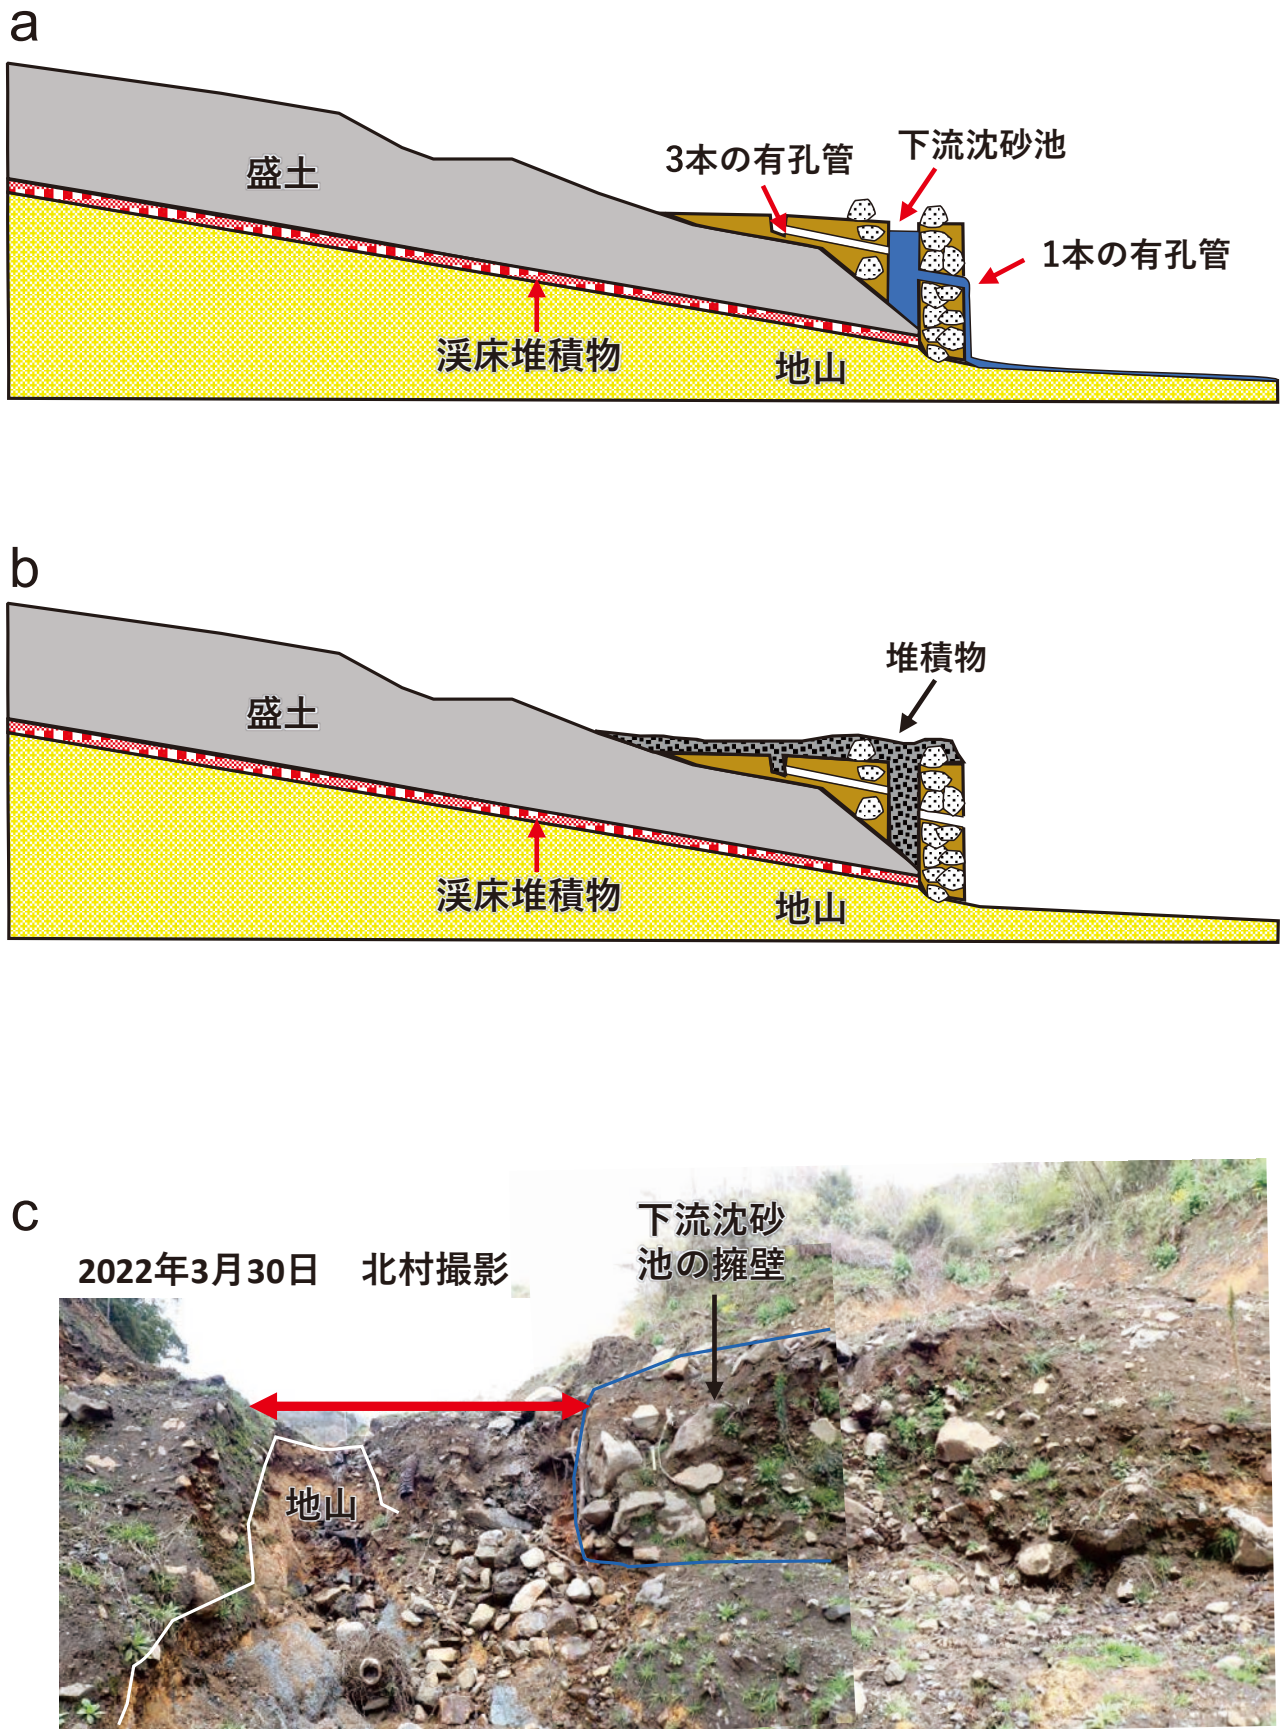 a
盛土
3本の有孔管
下流沈砂池
1本の有孔管
渓床堆積物
地山
b
堆積物
盛土
渓床堆積物
地山
c
2022年3月30日 北村撮影
下流沈砂
池の擁壁
地山